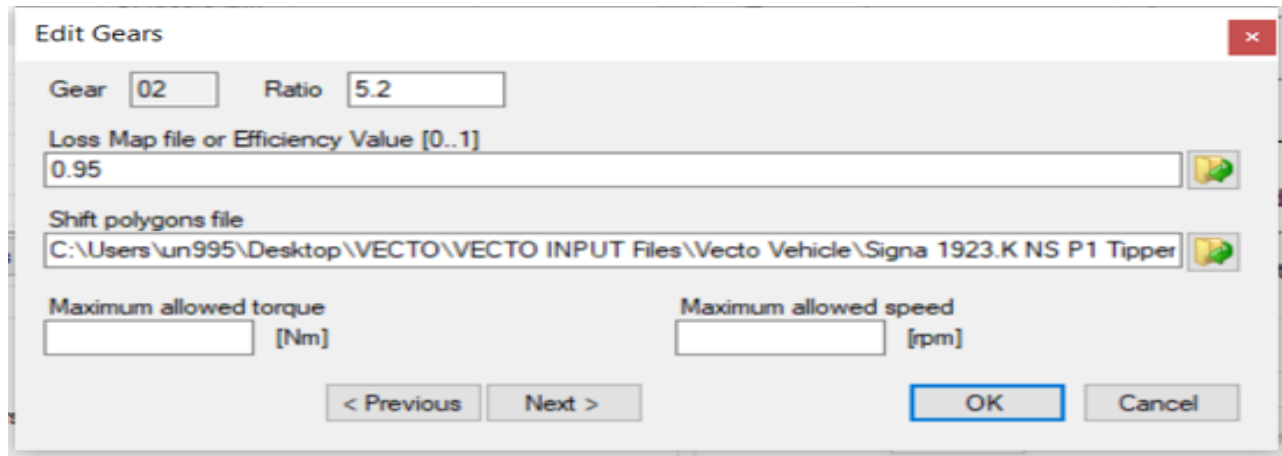 Edit Gears
Gear 02 Ratio 5.2
Loss Map file or Efficiency Value [0..1]
0.95
Shift polygons file
C:\Users\un995\Desktop\VECTO\VECTO INPUT Files\Vecto Vehicle\Signa 1923.K NS P1 Tipper
Maximum allowed torque Maximum allowed speed
[Nm] [rpm]
< Previous Next > OK Cancel